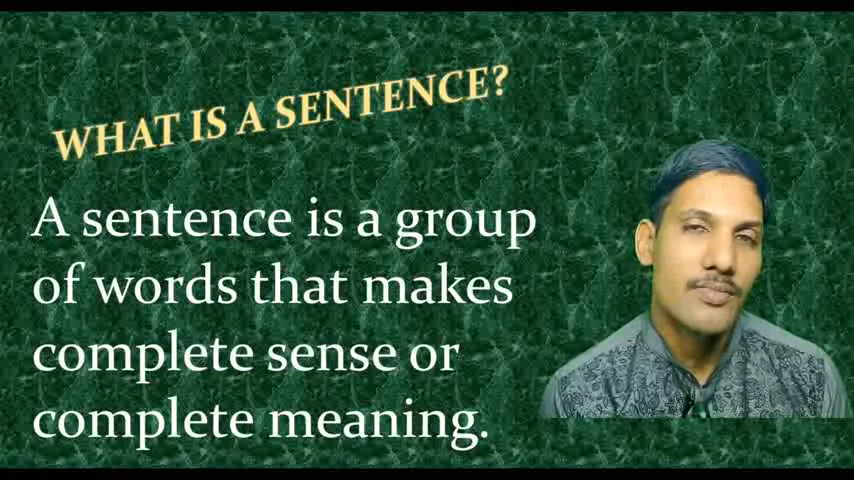 WHAT IS A SENTENCE?
A sentence is a group
of words that makes
complete sense or
complete meaning.